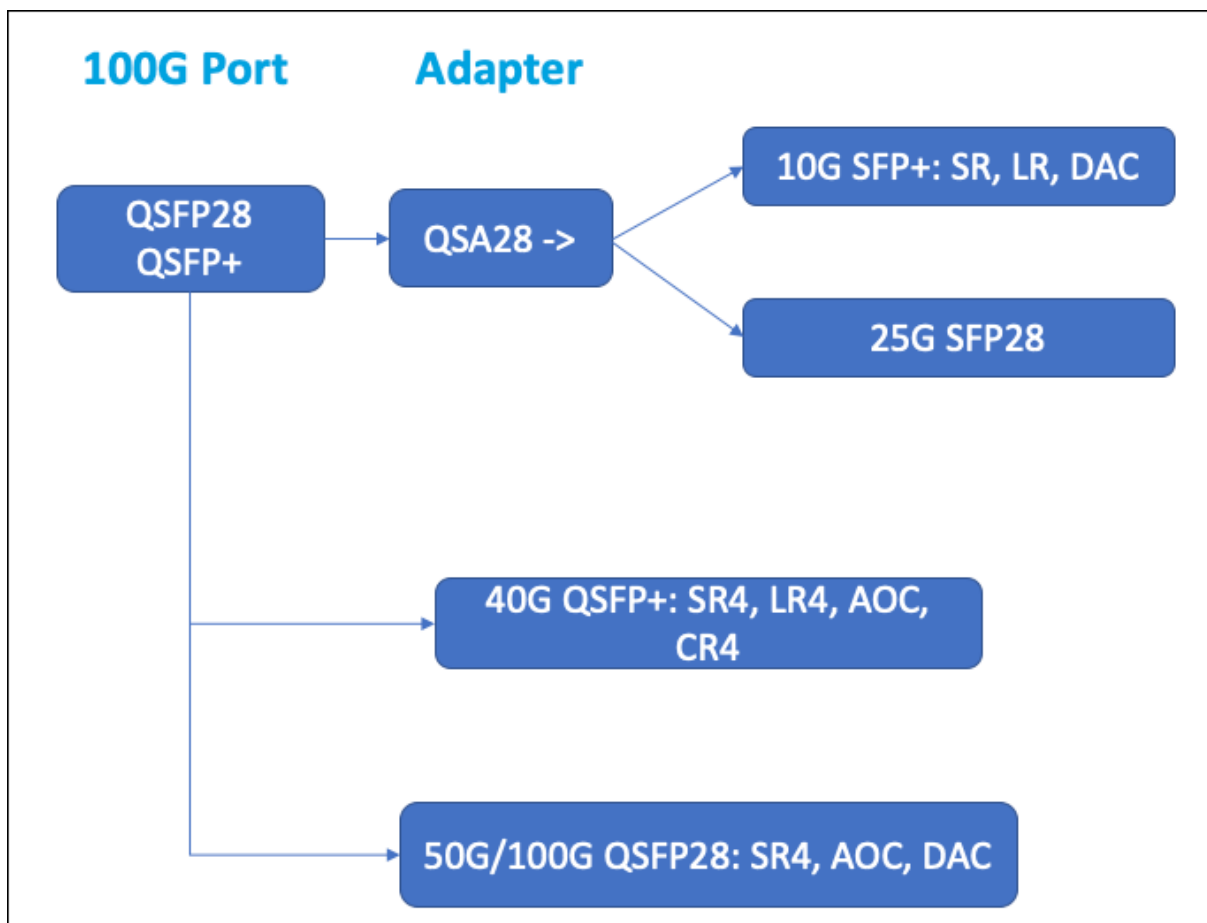 100G Port
Adapter
QSFP28
QSFP+
QSA28 ->
10G SFP+: SR, LR, DAC
25G SFP28
40G QSFP+: SR4, LR4, AOC,
CR4
50G/100G QSFP28: SR4, AOC, DAC